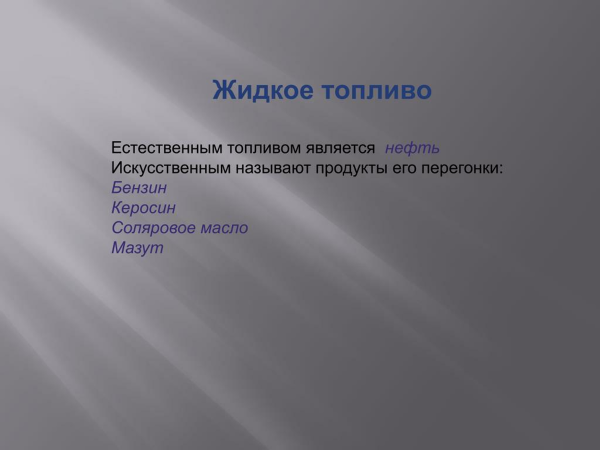 Жидкое топливо
Естественным топливом является нефть
Искусственным называют продукты его перегонки:
Бензин
Керосин
Соляровое масло
Мазут